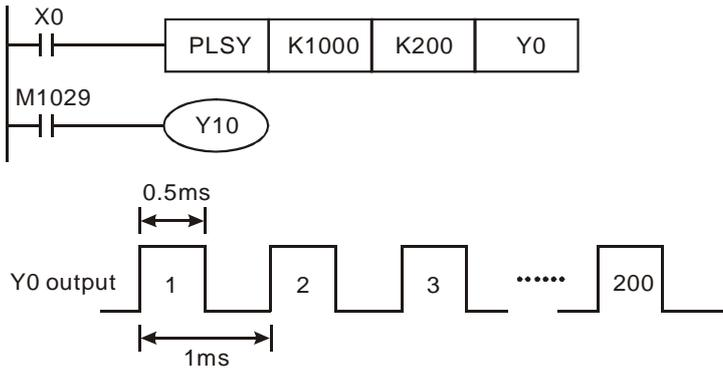 X0
PLSY K1000 K200 Y0
M1029
Y10
0.5ms
Y0 output 1 2 3 ...... 200
1ms